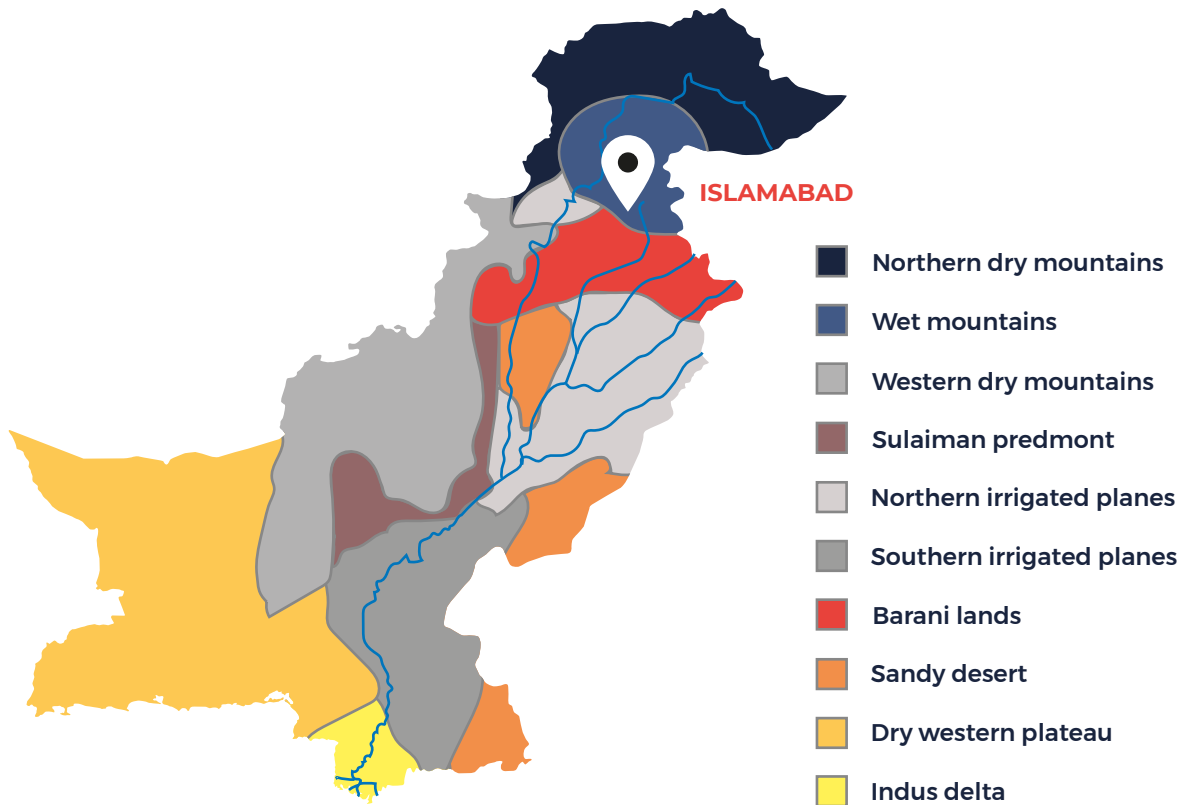 ISLAMABAD
Northern dry mountains
Wet mountains
Western dry mountains
Sulaiman predmont
Northern irrigated planes
Southern irrigated planes
Barani lands
Sandy desert
Dry western plateau
Indus delta